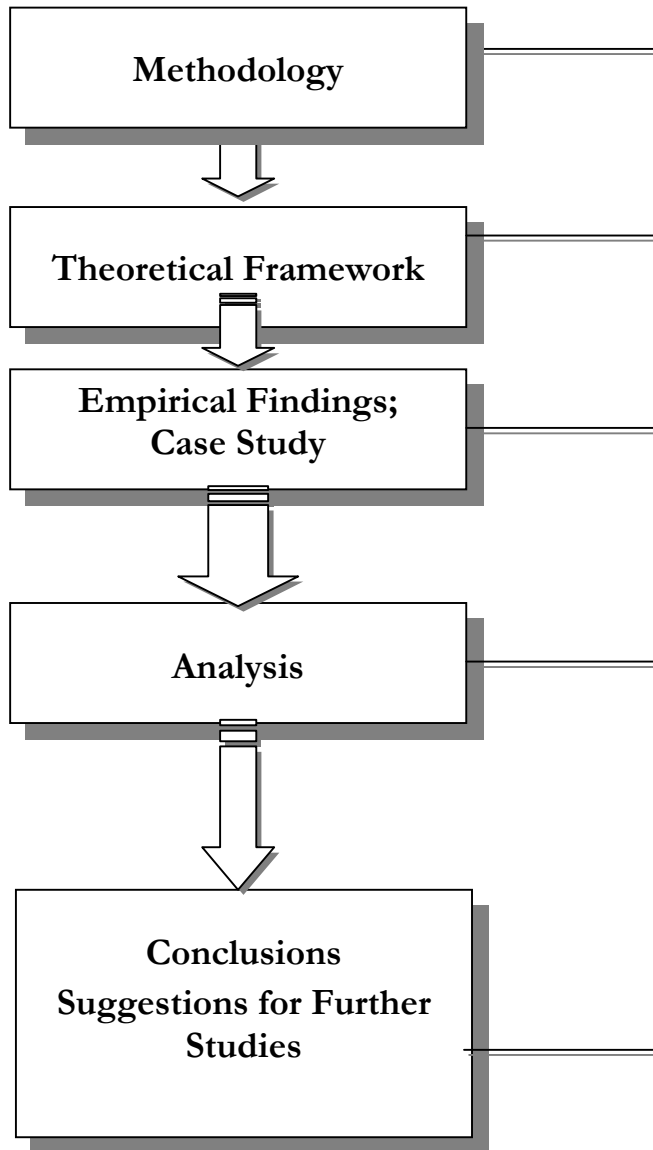 Methodology
Theoretical Framework
Empirical Findings;
Case Study
Analysis
Conclusions
Suggestions for Further
Studies